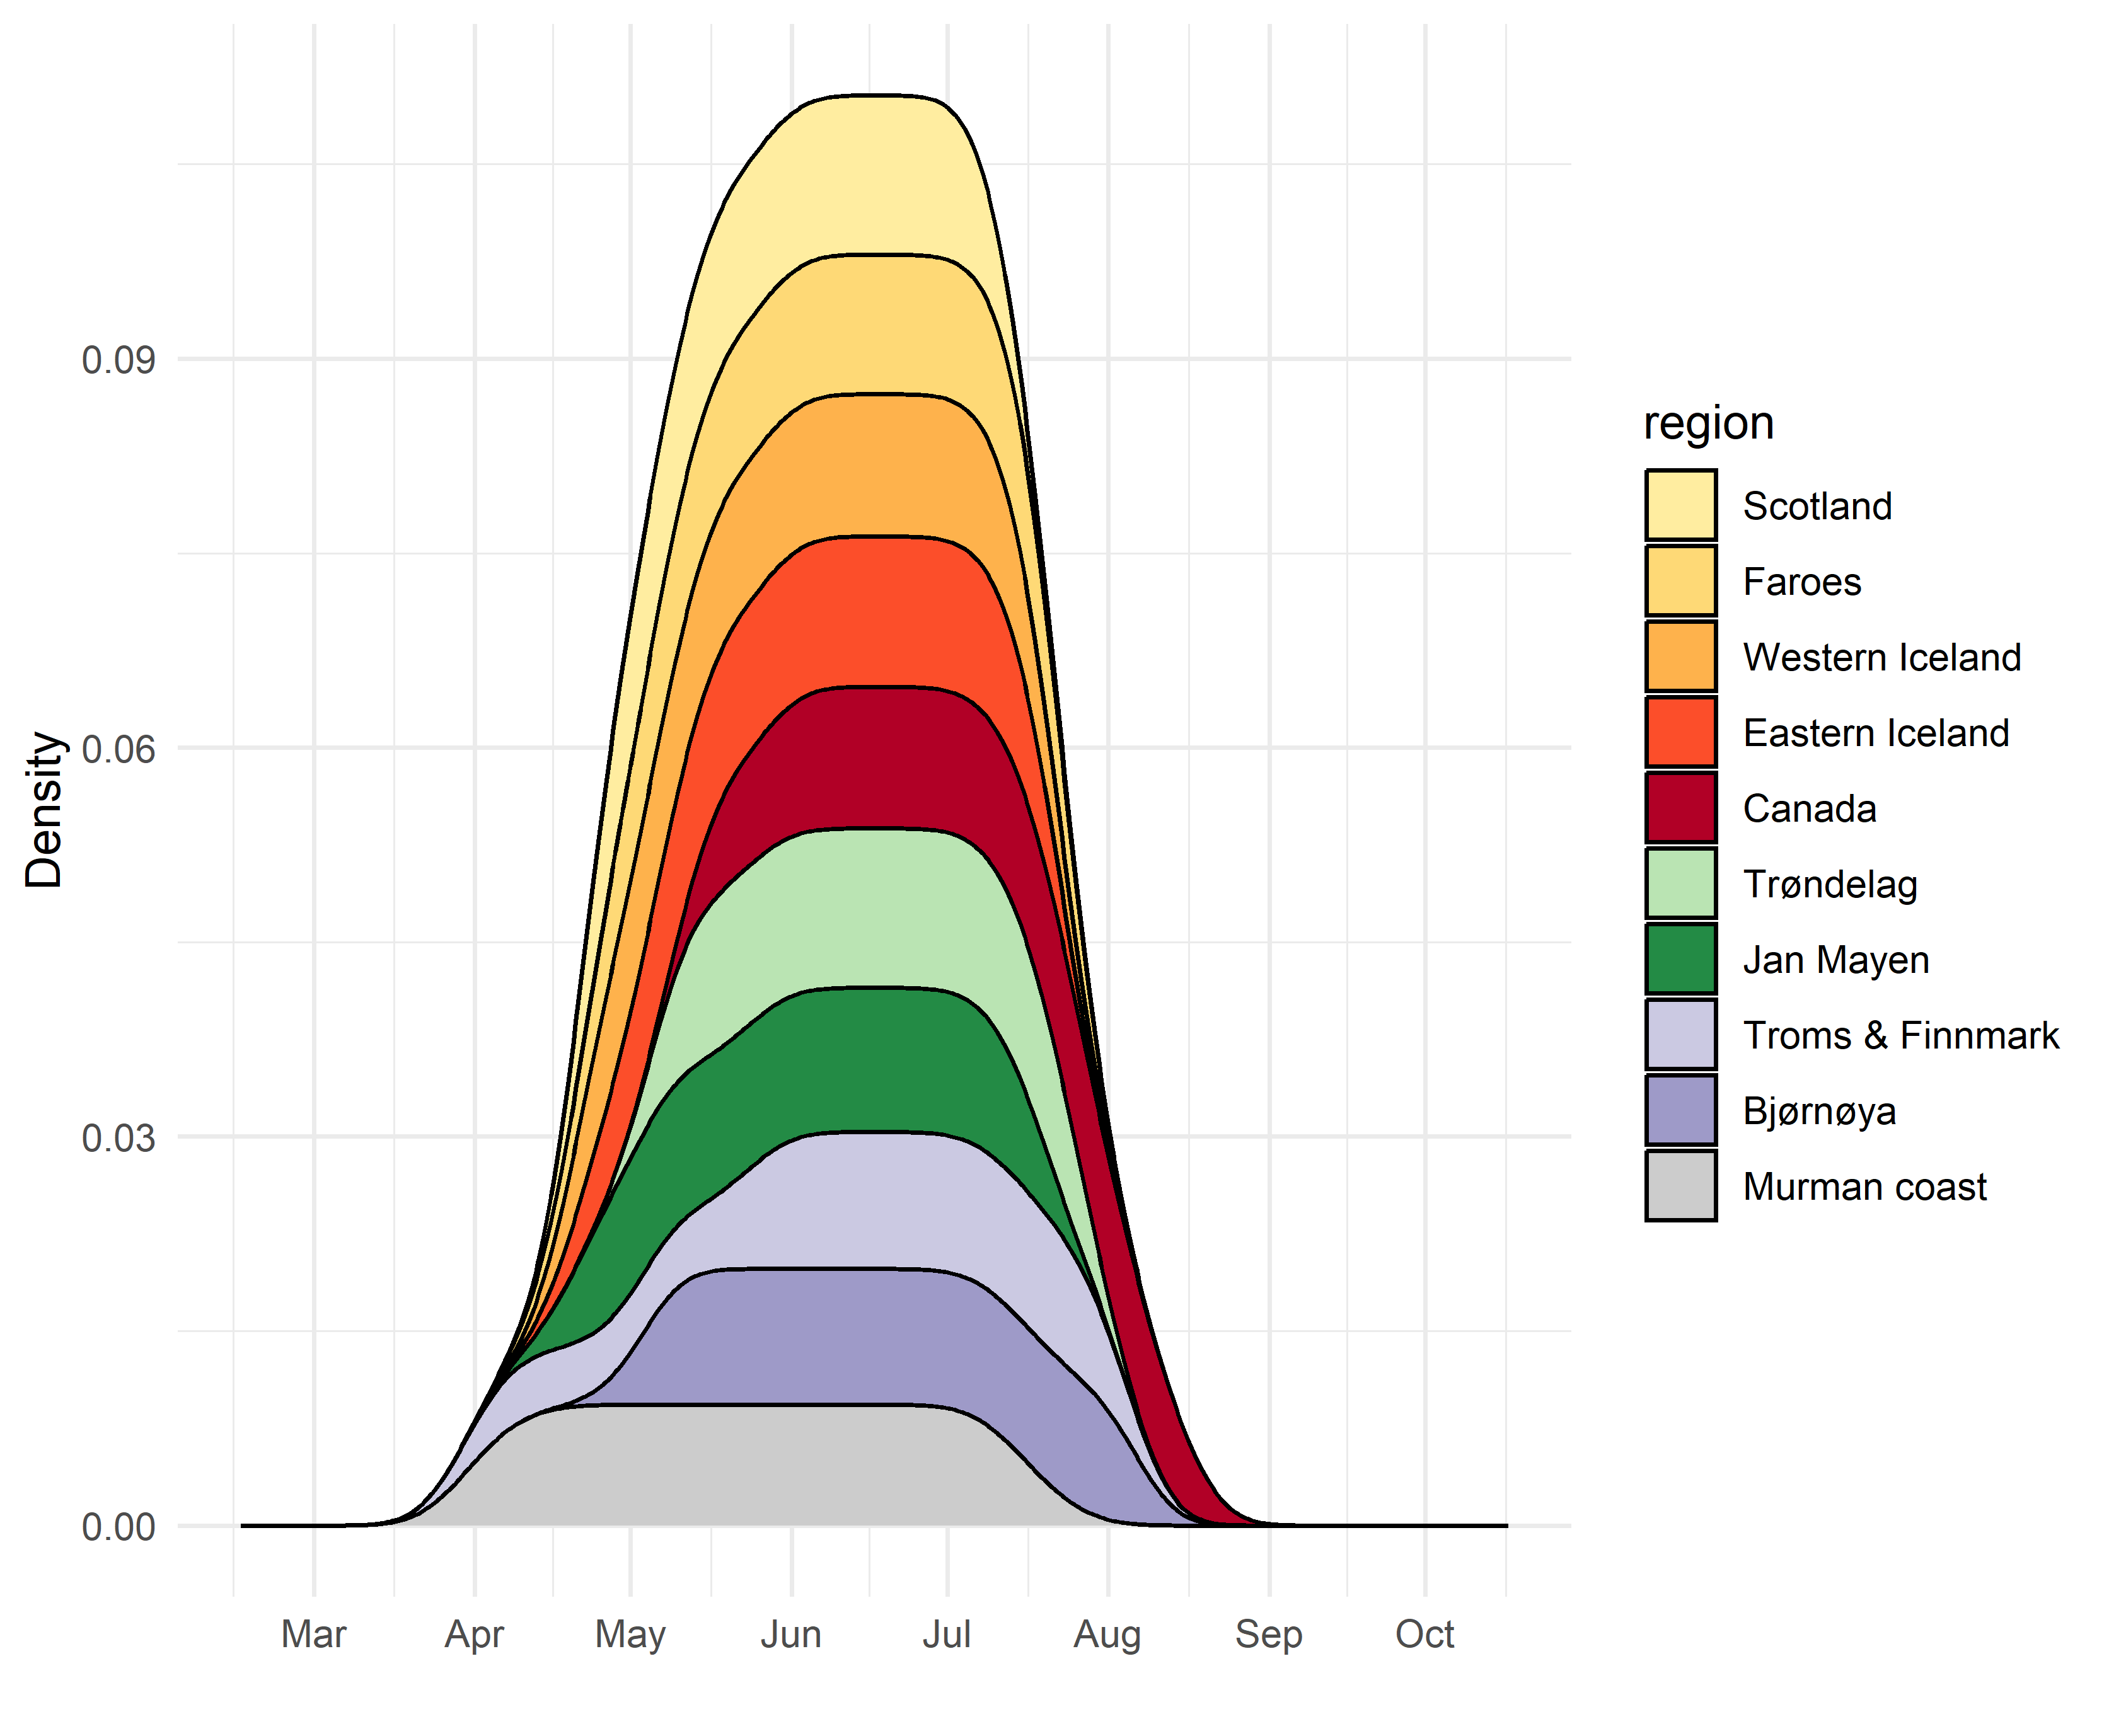 Density
0.09
0.06
0.03
0.00
Mar
Apr
May
Jun
Jul
Aug
Sep
Oct
region
Scotland
Faroes
Western Iceland
Eastern Iceland
Canada
Trøndelag
Jan Mayen
Troms & Finnmark
Bjørnøya
Murman coast